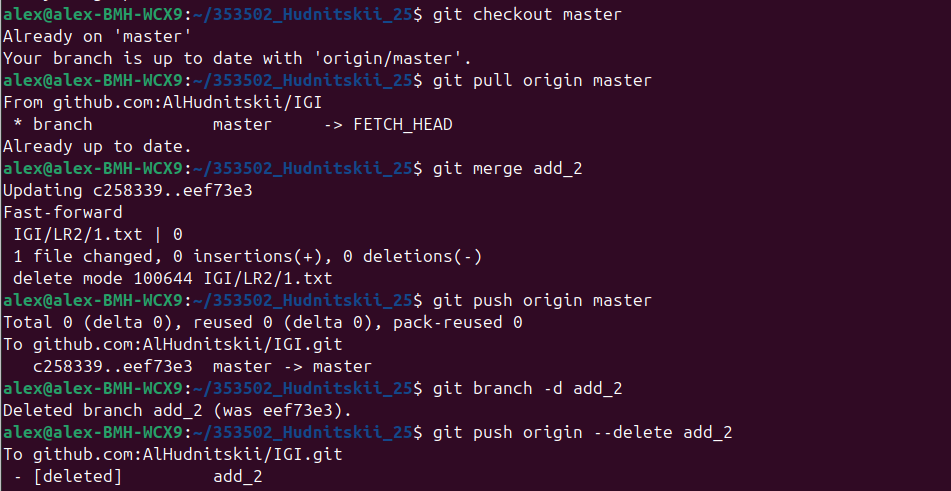 alex@alex-BMH-WCX9:~/353502_Hudnitskii_25$ git checkout master
Already on 'master'
Your branch is up to date with 'origin/master'.
alex@alex-BMH-WCX9:~/353502_Hudnitskii_25$ git pull origin master
From github.com:AlHudnitskii/IGI
 * branch            master     -> FETCH_HEAD
Already up to date.
alex@alex-BMH-WCX9:~/353502_Hudnitskii_25$ git merge add_2
Updating c258339..eef73e3
Fast-forward
 IGI/LR2/1.txt | 0
 1 file changed, 0 insertions(+), 0 deletions(-)
 delete mode 100644 IGI/LR2/1.txt
alex@alex-BMH-WCX9:~/353502_Hudnitskii_25$ git push origin master
Total 0 (delta 0), reused 0 (delta 0), pack-reused 0
To github.com:AlHudnitskii/IGI.git
   c258339..eef73e3  master -> master
alex@alex-BMH-WCX9:~/353502_Hudnitskii_25$ git branch -d add_2
Deleted branch add_2 (was eef73e3).
alex@alex-BMH-WCX9:~/353502_Hudnitskii_25$ git push origin --delete add_2
To github.com:AlHudnitskii/IGI.git
 - [deleted]         add_2